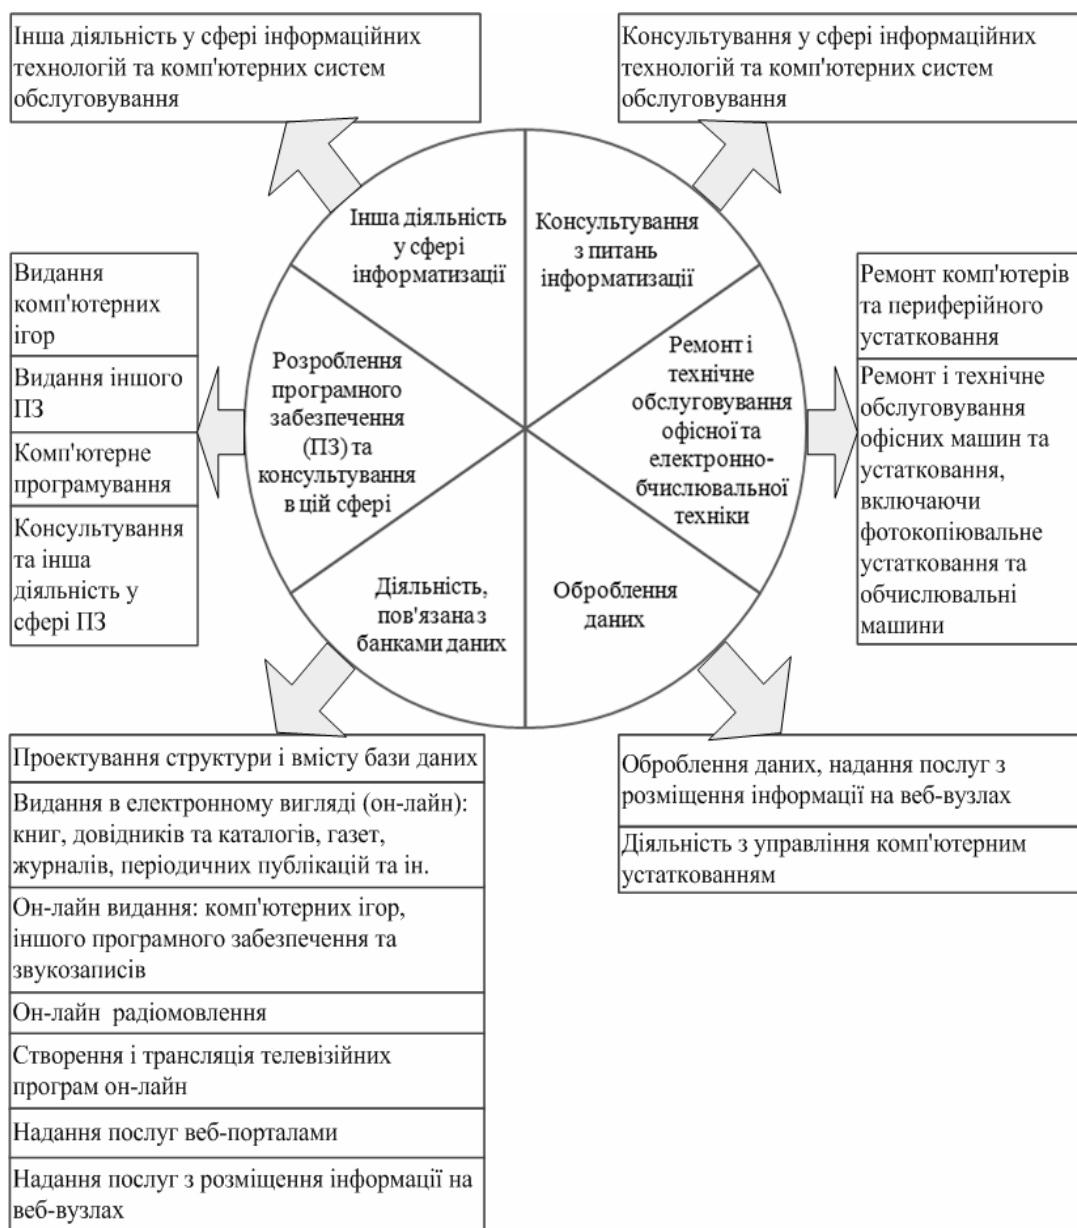 Інша діяльність у сфері інформаційних
технологій та комп'ютерних систем
обслуговування
Консультування у сфері інформаційних
технологій та комп'ютерних систем
обслуговування
Інша діяльність
у сфері
інформатизації
Консультування
з питань
інформатизації
Видання
комп'ютерних
ігор
Видання іншого
ПЗ
Комп'ютерне
програмування
Консультування
та інша
діяльність у
сфері ПЗ
Розроблення
програмного
забезпечення
(ПЗ) та
консультування
в цій сфері
Ремонт і
технічне
обслуговування
офісної та
електронно-
бчислювальної
техніки
Ремонт комп'ютерів
та периферійного
устатковання
Ремонт і технічне
обслуговування
офісних машин та
устатковання,
включаючи
фотокопіювальне
устатковання та
обчислювальні
машини
Діяльність,
пов'язана з
банками даних
Оброблення
даних
Проектування структури і вмісту бази даних
Видання в електронному вигляді (он-лайн):
книг, довідників та каталогів, газет,
журналів, періодичних публікацій та ін.
Он-лайн видання: комп'ютерних ігор,
іншого програмного забезпечення та
звукозаписів
Он-лайн радіомовлення
Створення і трансляція телевізійних
програм он-лайн
Надання послуг веб-порталами
Надання послуг з розміщення інформації на
веб-вузлах
Оброблення даних, надання послуг з
розміщення інформації на веб-вузлах
Діяльність з управління комп'ютерним
устаткованням